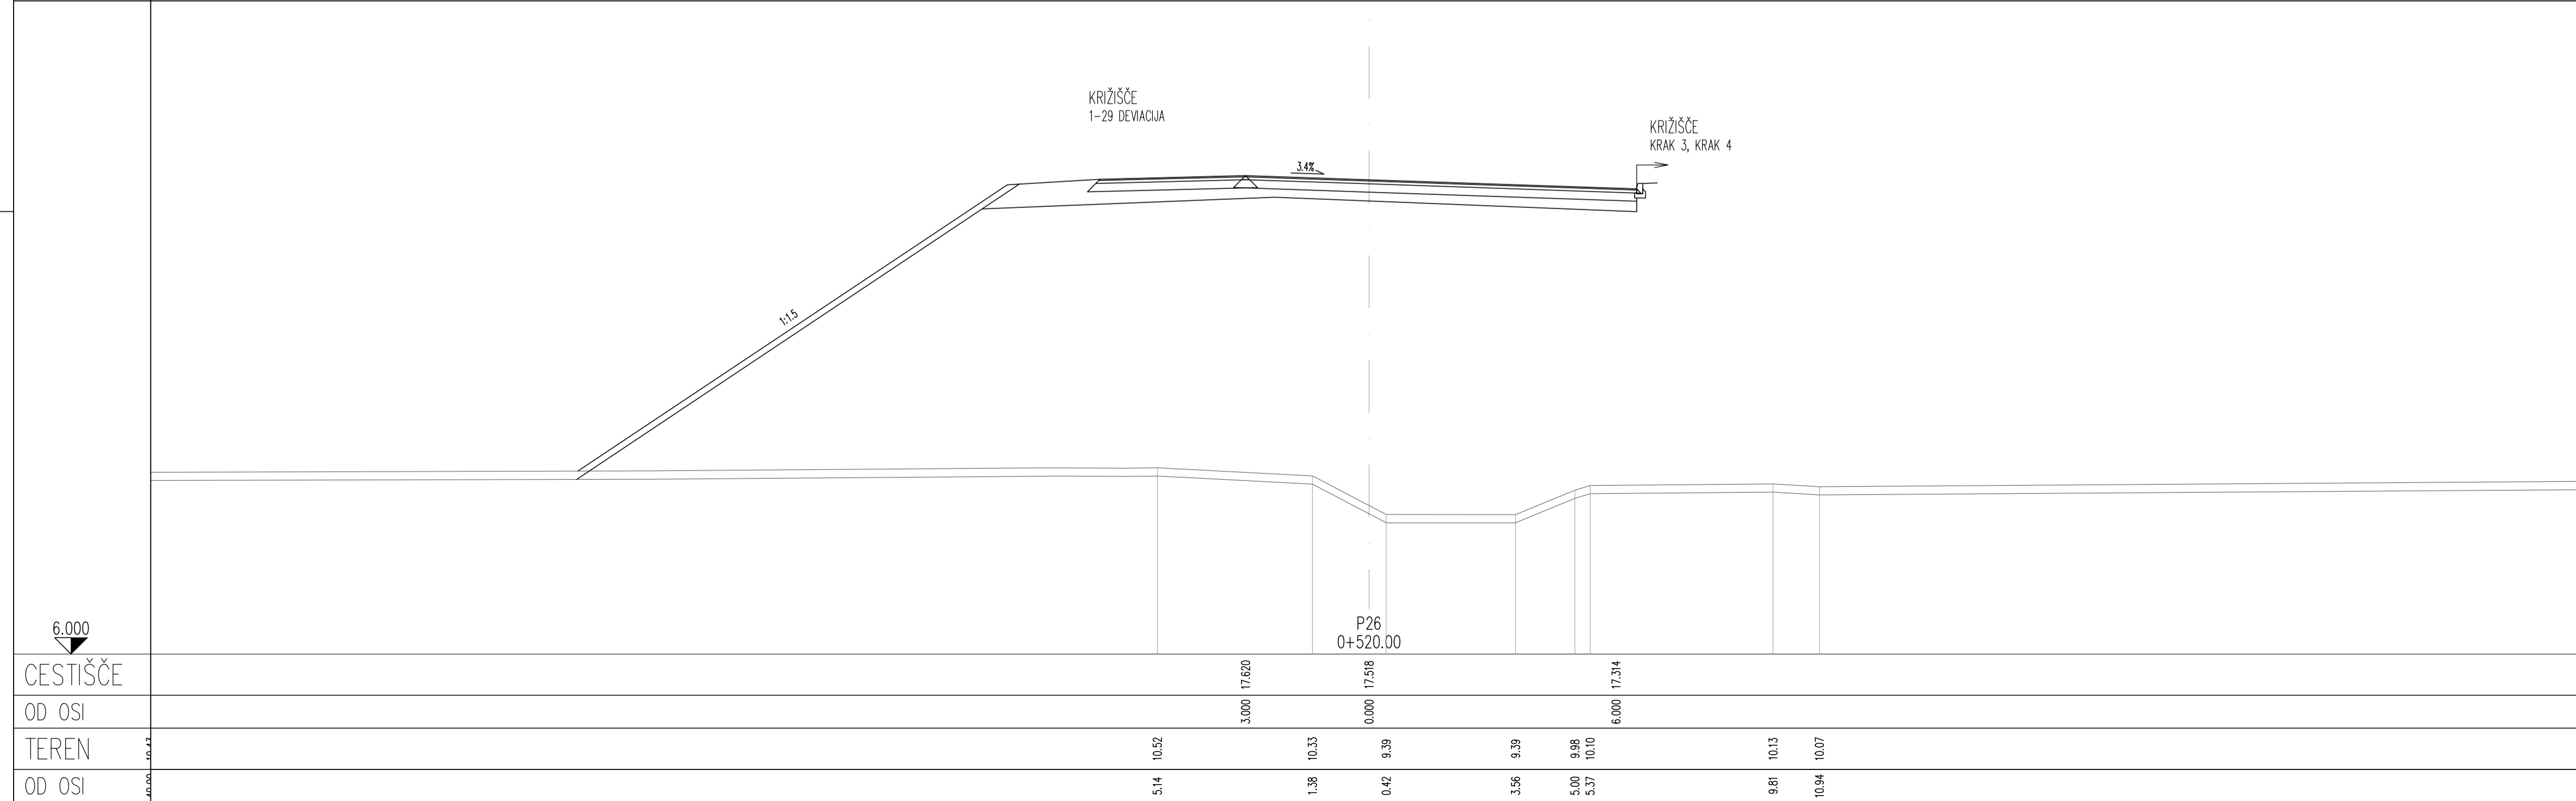 KRIŽIŠČE
1-29 DEVIACIJA
KRIŽIŠČE
KRAK 3, KRAK 4
3.4%
1:1.5
6.000
P26
0+520.00
CESTIŠČE 17.620 17.518 17.314
OD OSI 3.000 0.000 6.000
TEREN 10.52 10.33 9.39 9.39 9.98 10.10 10.13 10.07
OD OSI 5.14 1.38 0.42 3.56 5.00 5.37 9.81 10.94